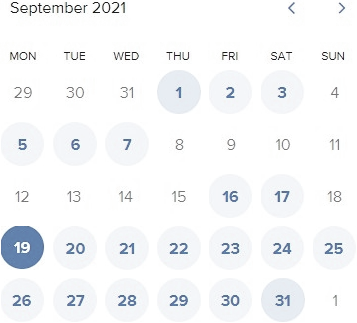 September 2021
MON TUE WED THU FRI SAT SUN
29 30 31 1 2 3 4
5 6 7 8 9 10 11
12 13 14 15 16 17 18
19 20 21 22 23 24 25
26 27 28 29 30 31 1